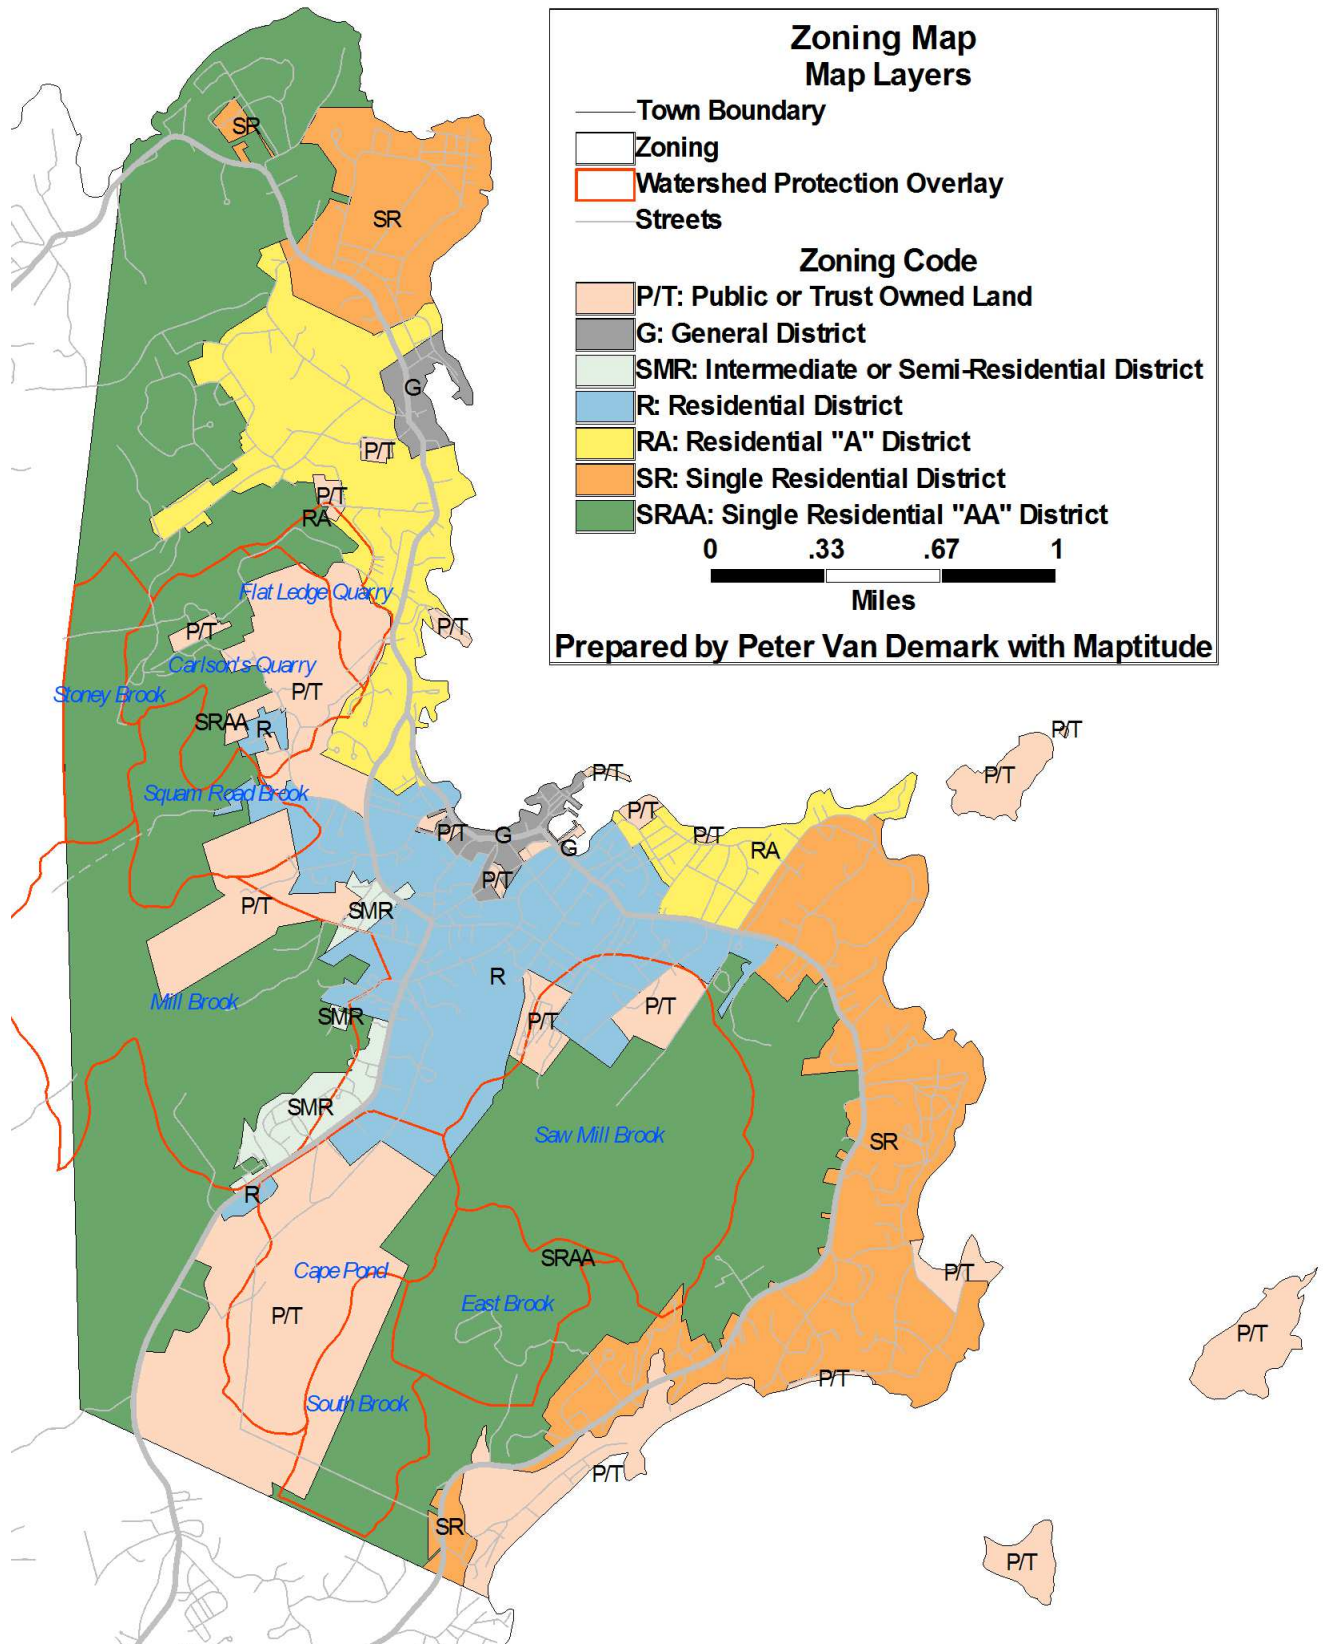 Zoning Map
Map Layers
Town Boundary
Zoning
Watershed Protection Overlay
Streets
Zoning Code
P/T: Public or Trust Owned Land
G: General District
SMR: Intermediate or Semi-Residential District
R: Residential District
RA: Residential "A" District
SR: Single Residential District
SRAA: Single Residential "AA" District
0 .33 .67 1
Miles
Prepared by Peter Van Demark with Maptitude
SR
SR
G
P/T
P/T
RA
Flat Ledge Quarry
P/T
P/T
Carlson's Quarry
Stoney Brook
P/T
SRAA
R
P/T
P/T
P/T
Squam Road Brook
P/T
P/T
P/T
G
G
RA
P/T
P/T
SMR
R
Mill Brook
P/T
SMR
P/T
SMR
Saw Mill Brook
SR
R
SRAA
Cape Pond
P/T
East Brook
P/T
P/T
P/T
South Brook
P/T
SR
P/T